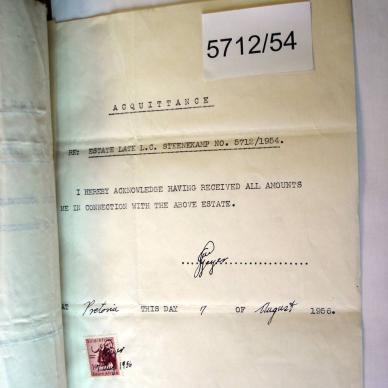 5712/54
ACQUITTANCE
RE: ESTATE LATE L.C. STEENEKAMP NO. 5712/1954.
I HEREBY ACKNOWLEDGE HAVING RECEIVED ALL AMOUNTS
ME IN CONNECTION WITH THE ABOVE ESTATE.
AT Pretoria THIS DAY 7 OF August 1956.